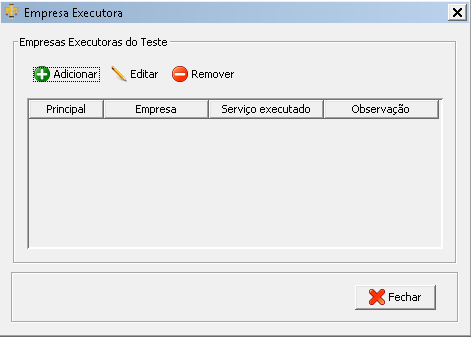 Empresa Executora
Empresas Executoras do Teste
Adicionar Editar Remover
Principal Empresa Serviço executado Observação
Fechar